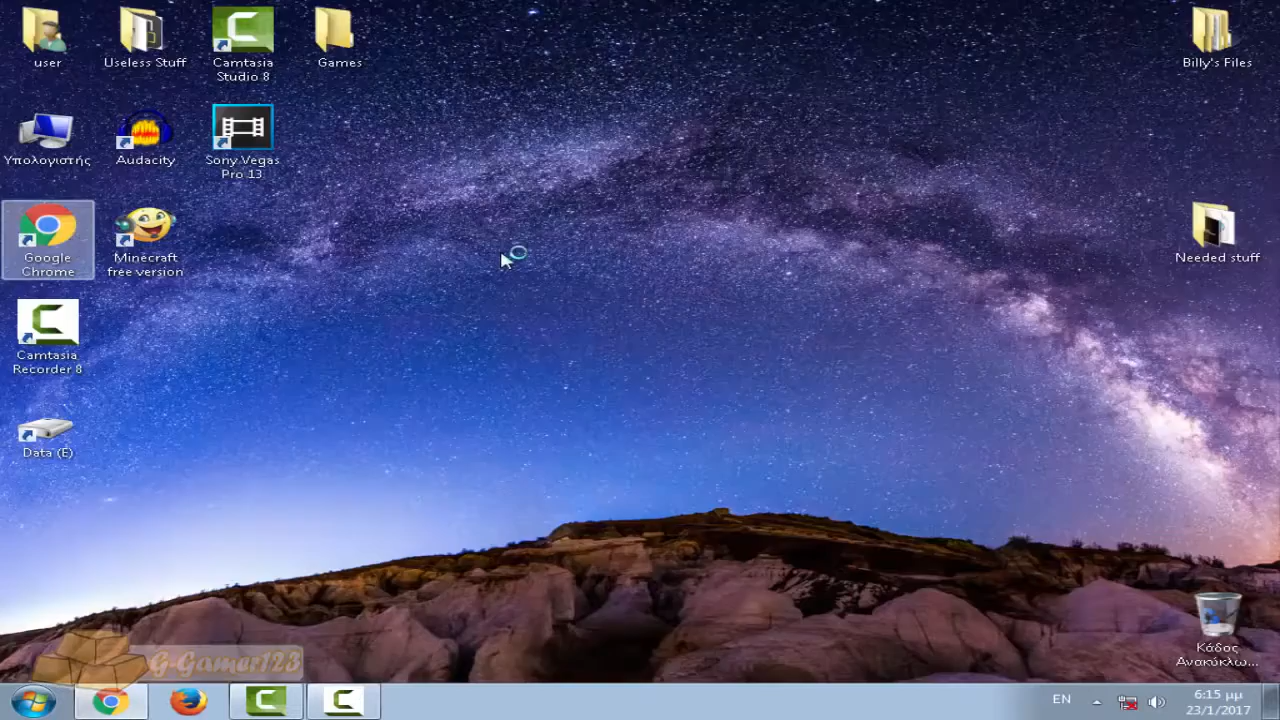 user
Useless Stuff
Camtasia
Studio 8
Games
Billy's Files
Υπολογιστής
Audacity
Sony Vegas
Pro 13
Google
Chrome
Minecraft
free version
Needed stuff
Camtasia
Recorder 8
Data (E)
Κάδος
Ανακύκλω...
G-Gamer123
EN
6:15 μμ
23/1/2017